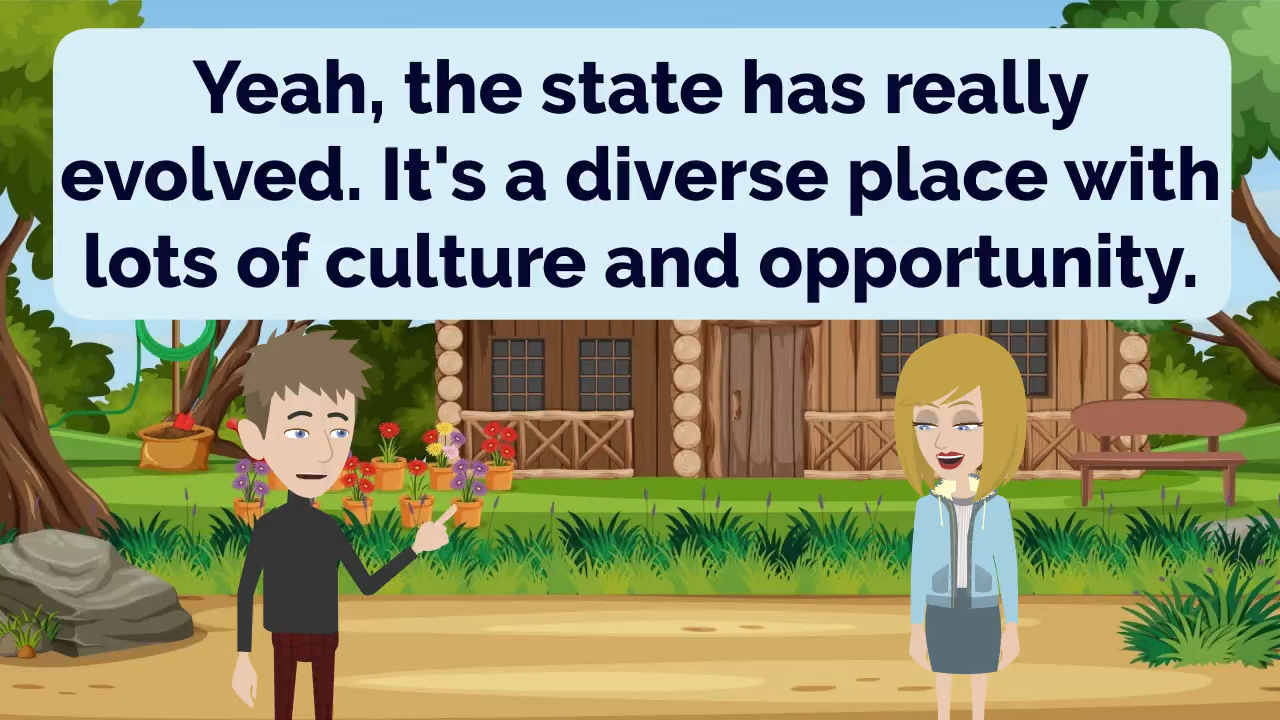 Yeah, the state has really
evolved. It's a diverse place with
lots of culture and opportunity.